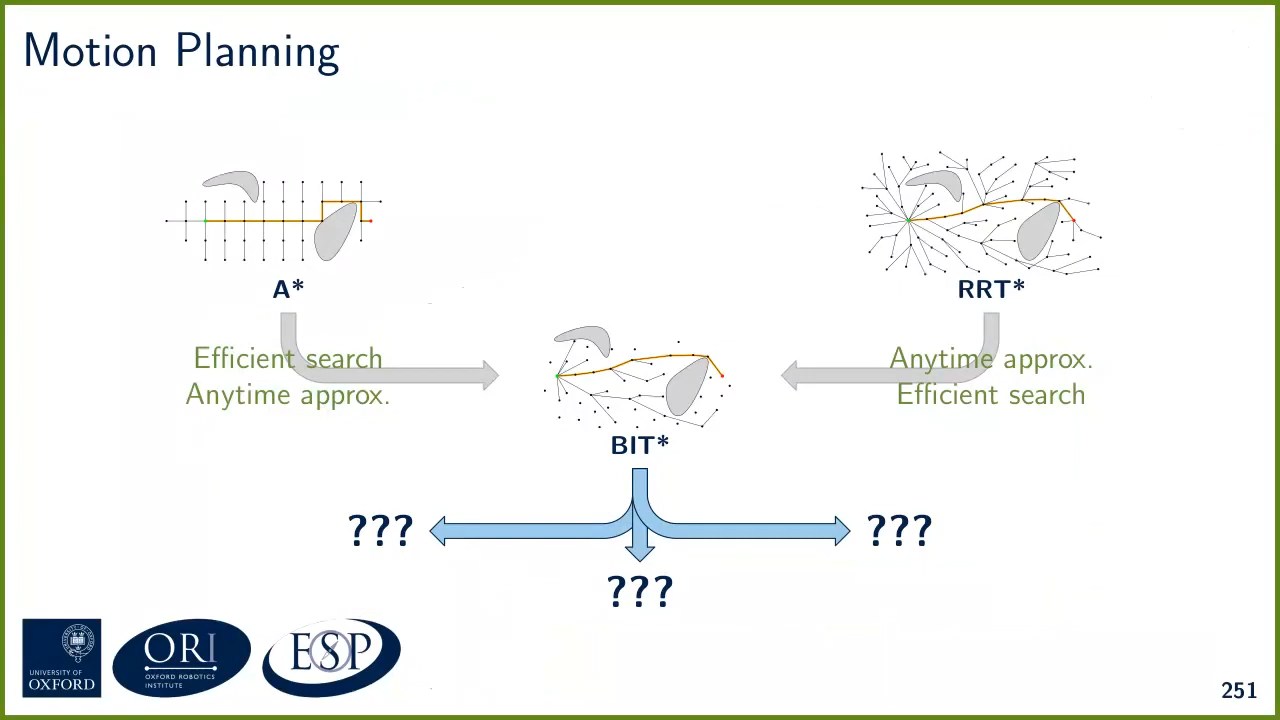 Motion Planning
A*
RRT*
Efficient search
Anytime approx.
Anytime approx.
Efficient search
BIT*
???
???
???
UNIVERSITY OF
OXFORD
ORI
OXFORD ROBOTICS
INSTITUTE
ESP
251